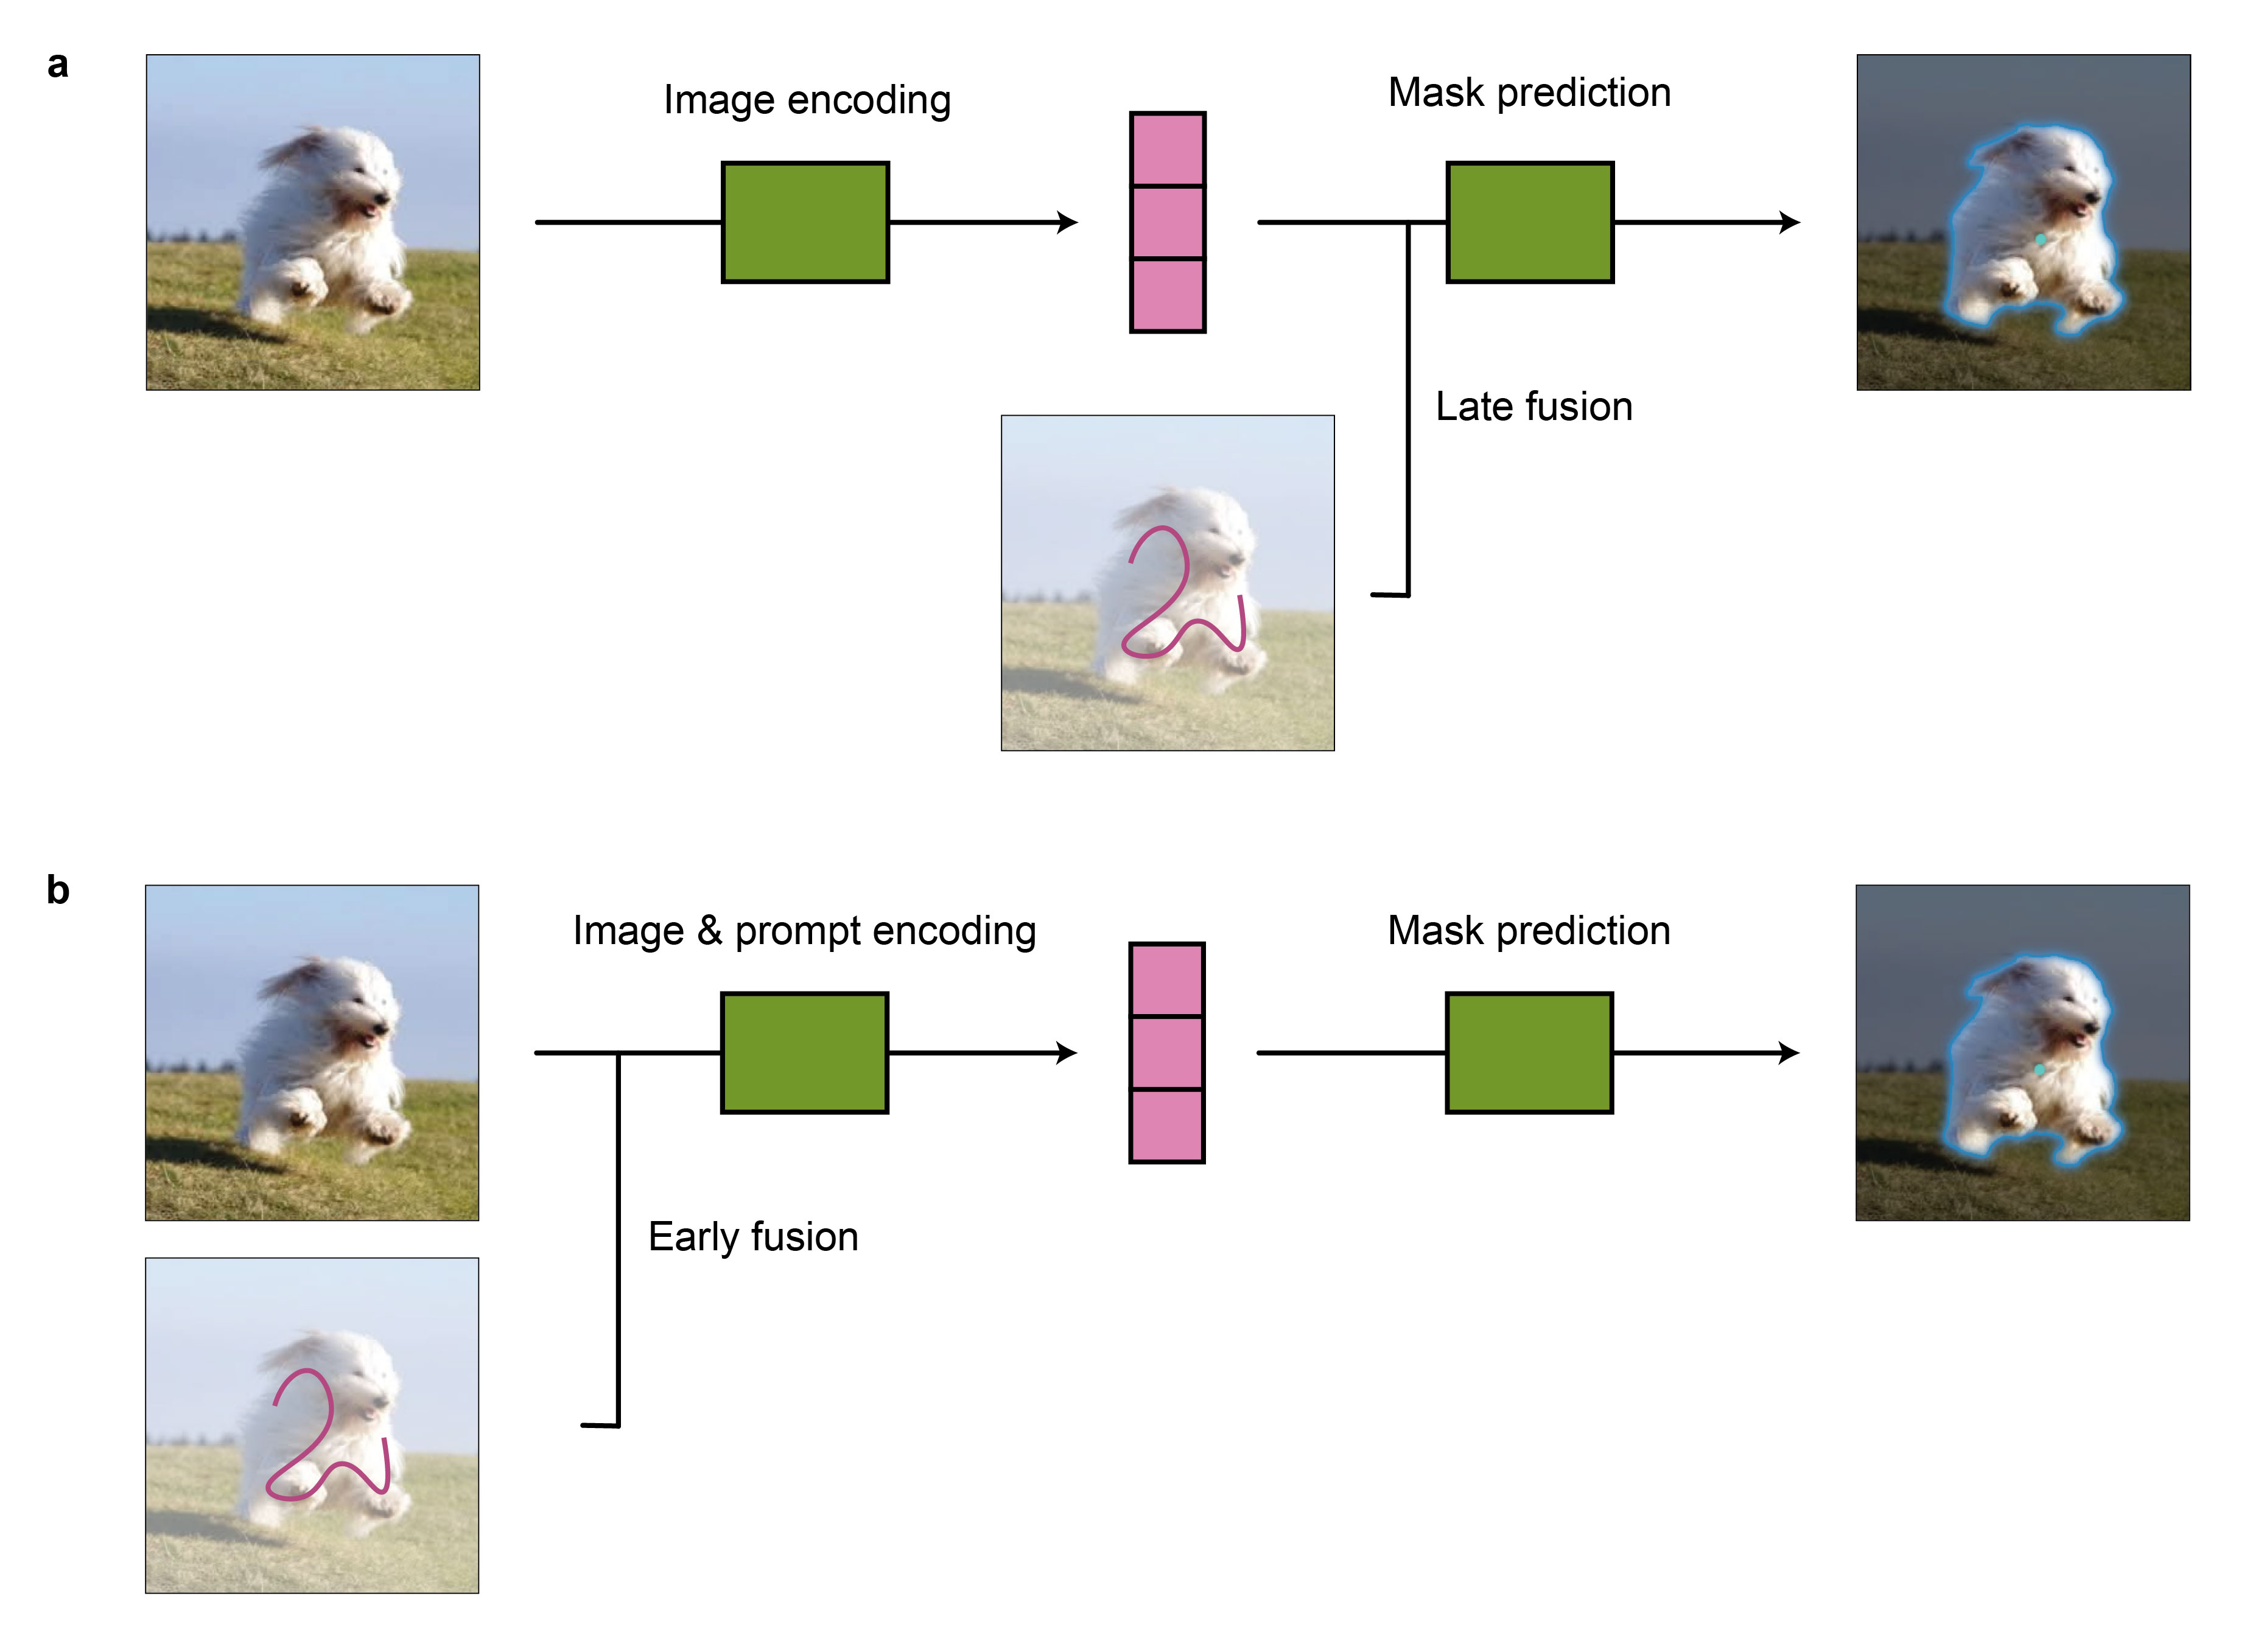 a
Image encoding
Mask prediction
Late fusion
b
Image & prompt encoding
Mask prediction
Early fusion